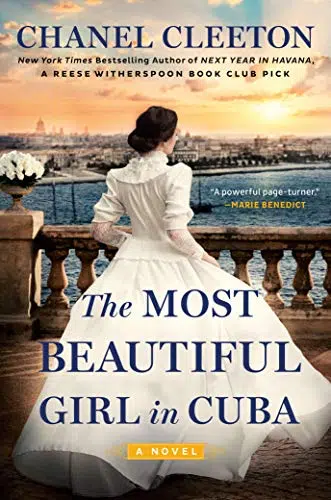 CHANEL CLEETON
New York Times Bestselling Author of NEXT YEAR IN HAVANA,
A REESE WITHERSPOON BOOK CLUB PICK
"A powerful page-turner."
—MARIE BENEDICT
The MOST
BEAUTIFUL
GIRL in CUBA
A NOVEL